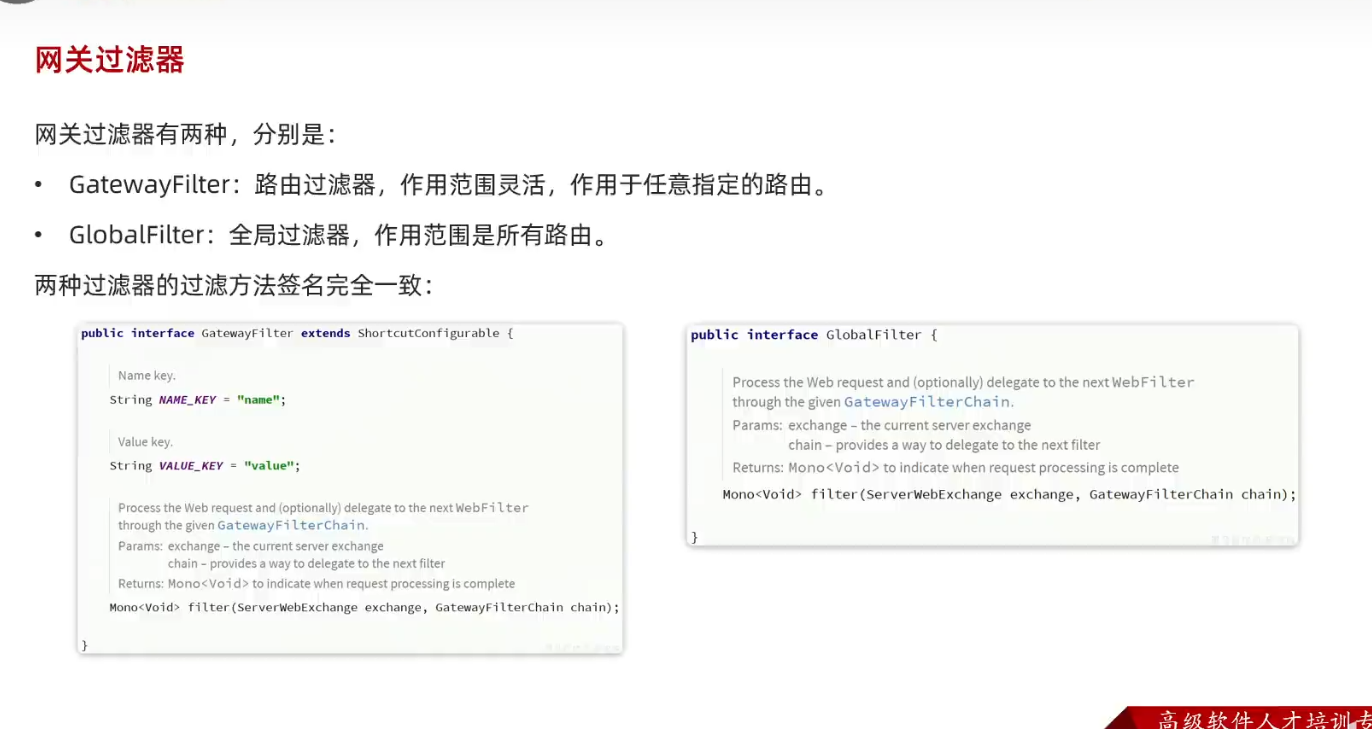 网关过滤器
网关过滤器有两种，分别是：
• GatewayFilter：路由过滤器，作用范围灵活，作用于任意指定的路由。
• GlobalFilter：全局过滤器，作用范围是所有路由。
两种过滤器的过滤方法签名完全一致：
public interface GatewayFilter extends ShortcutConfigurable {
Name key.
String NAME_KEY = "name";
Value key.
String VALUE_KEY = "value";
Process the Web request and (optionally) delegate to the next WebFilter
through the given GatewayFilterChain.
Params: exchange – the current server exchange
chain – provides a way to delegate to the next filter
Returns: Mono<Void> to indicate when request processing is complete
Mono<Void> filter(ServerWebExchange exchange, GatewayFilterChain chain);
}
public interface GlobalFilter {
Process the Web request and (optionally) delegate to the next WebFilter
through the given GatewayFilterChain.
Params: exchange – the current server exchange
chain – provides a way to delegate to the next filter
Returns: Mono<Void> to indicate when request processing is complete
Mono<Void> filter(ServerWebExchange exchange, GatewayFilterChain chain);
}
高级软件人才培训专